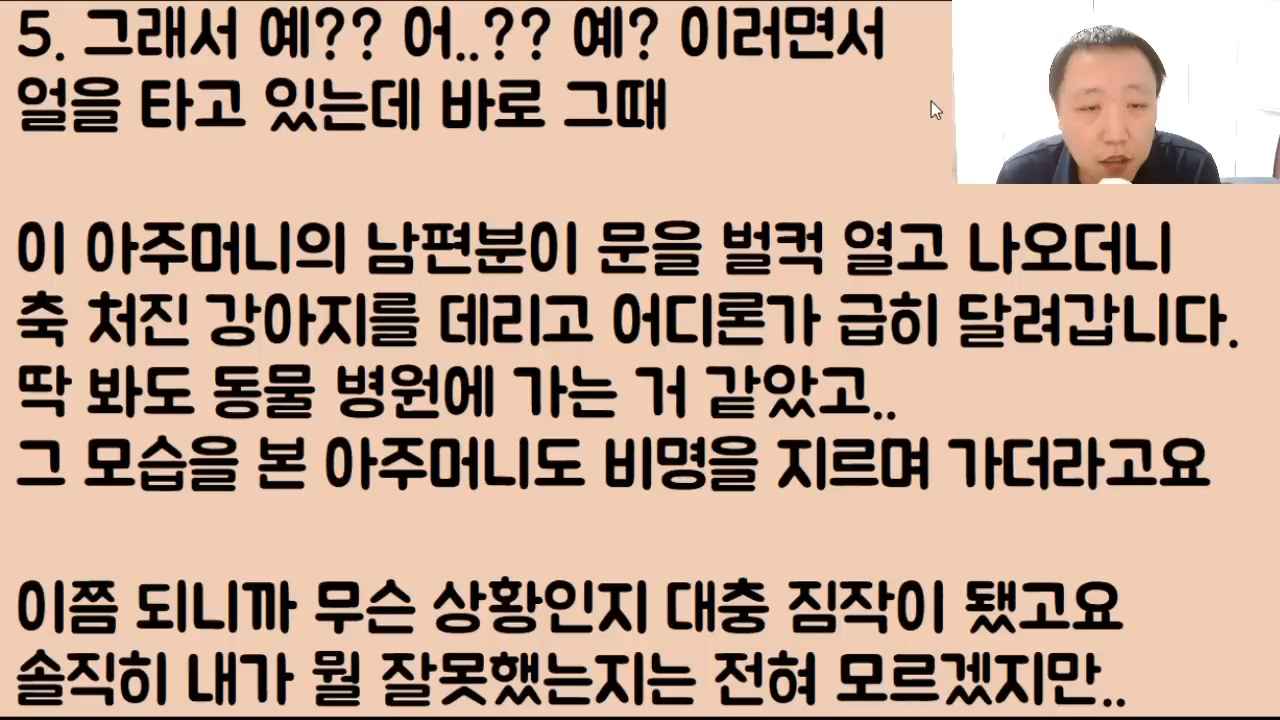 5. 그래서 예?? 어..?? 예? 이러면서
얼을 타고 있는데 바로 그때
이 아주머니의 남편분이 문을 벌컥 열고 나오더니
축 처진 강아지를 데리고 어디론가 급히 달려갑니다.
딱 봐도 동물 병원에 가는 거 같았고..
그 모습을 본 아주머니도 비명을 지르며 가더라고요
이쯤 되니까 무슨 상황인지 대충 짐작이 됐고요
솔직히 내가 뭘 잘못했는지는 전혀 모르겠지만..